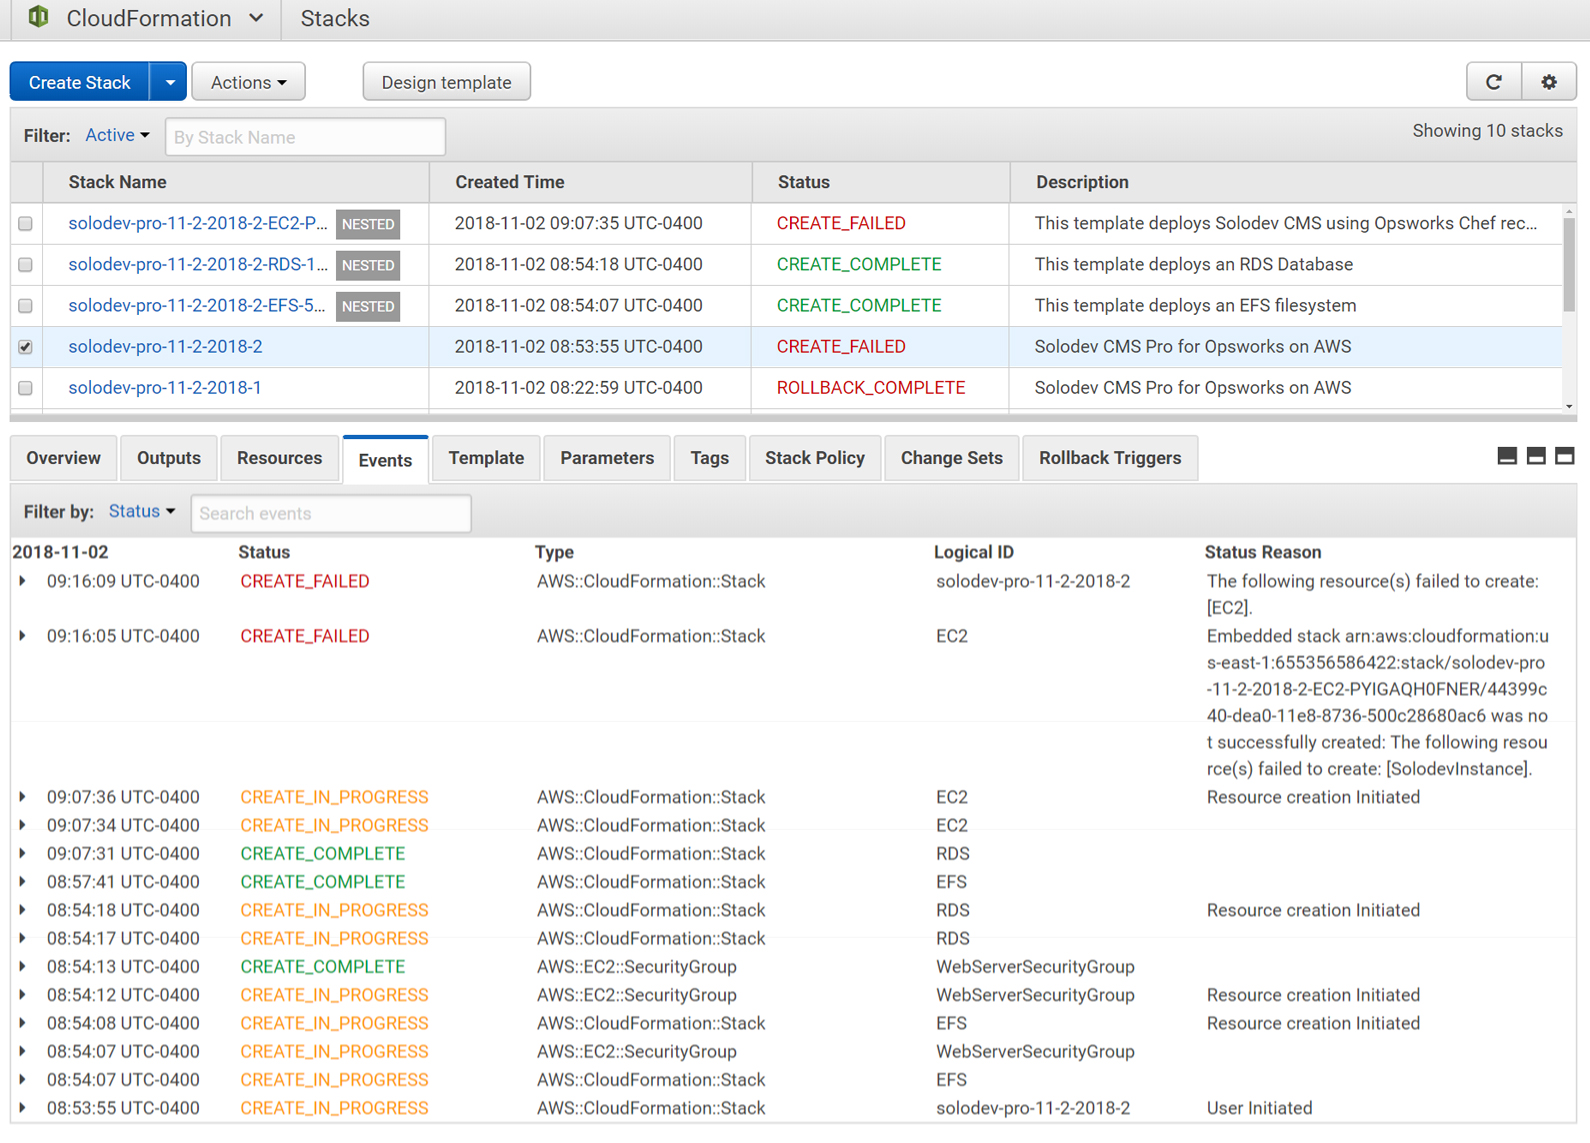 CloudFormation Stacks
Create Stack Actions Design template
Filter: Active By Stack Name Showing 10 stacks
Stack Name Created Time Status Description
solodev-pro-11-2-2018-2-EC2-P... NESTED 2018-11-02 09:07:35 UTC-0400 CREATE_FAILED This template deploys Solodev CMS using Opsworks Chef rec...
solodev-pro-11-2-2018-2-RDS-1... NESTED 2018-11-02 08:54:18 UTC-0400 CREATE_COMPLETE This template deploys an RDS Database
solodev-pro-11-2-2018-2-EFS-5... NESTED 2018-11-02 08:54:07 UTC-0400 CREATE_COMPLETE This template deploys an EFS filesystem
solodev-pro-11-2-2018-2 2018-11-02 08:53:55 UTC-0400 CREATE_FAILED Solodev CMS Pro for Opsworks on AWS
solodev-pro-11-2-2018-1 2018-11-02 08:22:59 UTC-0400 ROLLBACK_COMPLETE Solodev CMS Pro for Opsworks on AWS
Overview Outputs Resources Events Template Parameters Tags Stack Policy Change Sets Rollback Triggers
Filter by: Status Search events
2018-11-02 Status Type Logical ID Status Reason
09:16:09 UTC-0400 CREATE_FAILED AWS::CloudFormation::Stack solodev-pro-11-2-2018-2 The following resource(s) failed to create:
[EC2].
09:16:05 UTC-0400 CREATE_FAILED AWS::CloudFormation::Stack EC2 Embedded stack arn:aws:cloudformation:u
s-east-1:655356586422:stack/solodev-pro
-11-2-2018-2-EC2-PYIGAQH0FNER/44399c
40-dea0-11e8-8736-500c28680ac6 was no
t successfully created: The following resou
rce(s) failed to create: [SolodevInstance].
09:07:36 UTC-0400 CREATE_IN_PROGRESS AWS::CloudFormation::Stack EC2 Resource creation Initiated
09:07:34 UTC-0400 CREATE_IN_PROGRESS AWS::CloudFormation::Stack EC2
09:07:31 UTC-0400 CREATE_COMPLETE AWS::CloudFormation::Stack RDS
08:57:41 UTC-0400 CREATE_COMPLETE AWS::CloudFormation::Stack EFS
08:54:18 UTC-0400 CREATE_IN_PROGRESS AWS::CloudFormation::Stack RDS Resource creation Initiated
08:54:17 UTC-0400 CREATE_IN_PROGRESS AWS::CloudFormation::Stack RDS
08:54:13 UTC-0400 CREATE_COMPLETE AWS::EC2::SecurityGroup WebServerSecurityGroup
08:54:12 UTC-0400 CREATE_IN_PROGRESS AWS::EC2::SecurityGroup WebServerSecurityGroup Resource creation Initiated
08:54:08 UTC-0400 CREATE_IN_PROGRESS AWS::CloudFormation::Stack EFS Resource creation Initiated
08:54:07 UTC-0400 CREATE_IN_PROGRESS AWS::EC2::SecurityGroup WebServerSecurityGroup
08:54:07 UTC-0400 CREATE_IN_PROGRESS AWS::CloudFormation::Stack EFS
08:53:55 UTC-0400 CREATE_IN_PROGRESS AWS::CloudFormation::Stack solodev-pro-11-2-2018-2 User Initiated